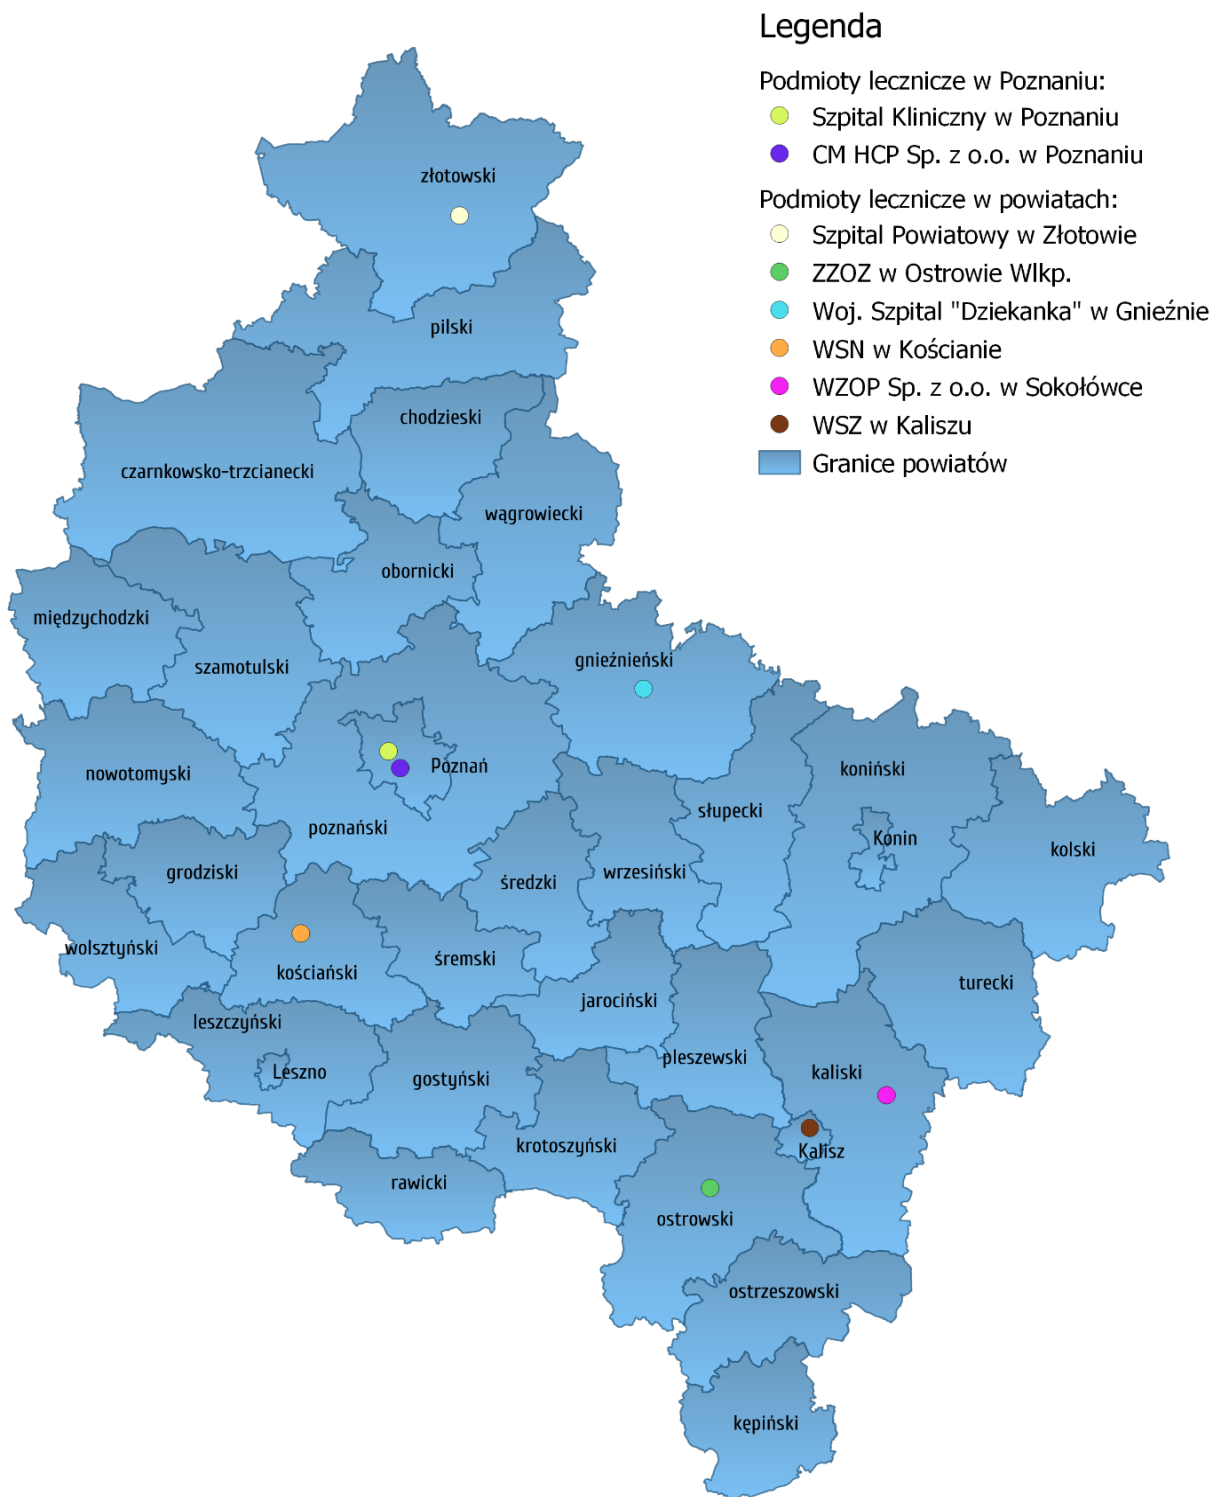 Legenda
Podmioty lecznicze w Poznaniu:
Szpital Kliniczny w Poznaniu
CM HCP Sp. z o.o. w Poznaniu
Podmioty lecznicze w powiatach:
Szpital Powiatowy w Złotowie
ZZOZ w Ostrowie Wlkp.
Woj. Szpital "Dziekanka" w Gnieźnie
WSN w Kościanie
WZOP Sp. z o.o. w Sokołówce
WSZ w Kaliszu
Granice powiatów
złotowski
pilski
chodzieski
czarnkowsko-trzcianecki
wągrowiecki
obornicki
międzychodzki
szamotulski
gnieźnieński
nowotomyski
Poznań
koniński
poznański
słupecki
Konin
kolski
grodziski
średzki
wrzesiński
wolsztyński
kościański
śremski
jarociński
turecki
leszczyński
Leszno
gostyński
pleszewski
kaliski
krotoszyński
Kalisz
rawicki
ostrowski
ostrzeszowski
kępiński